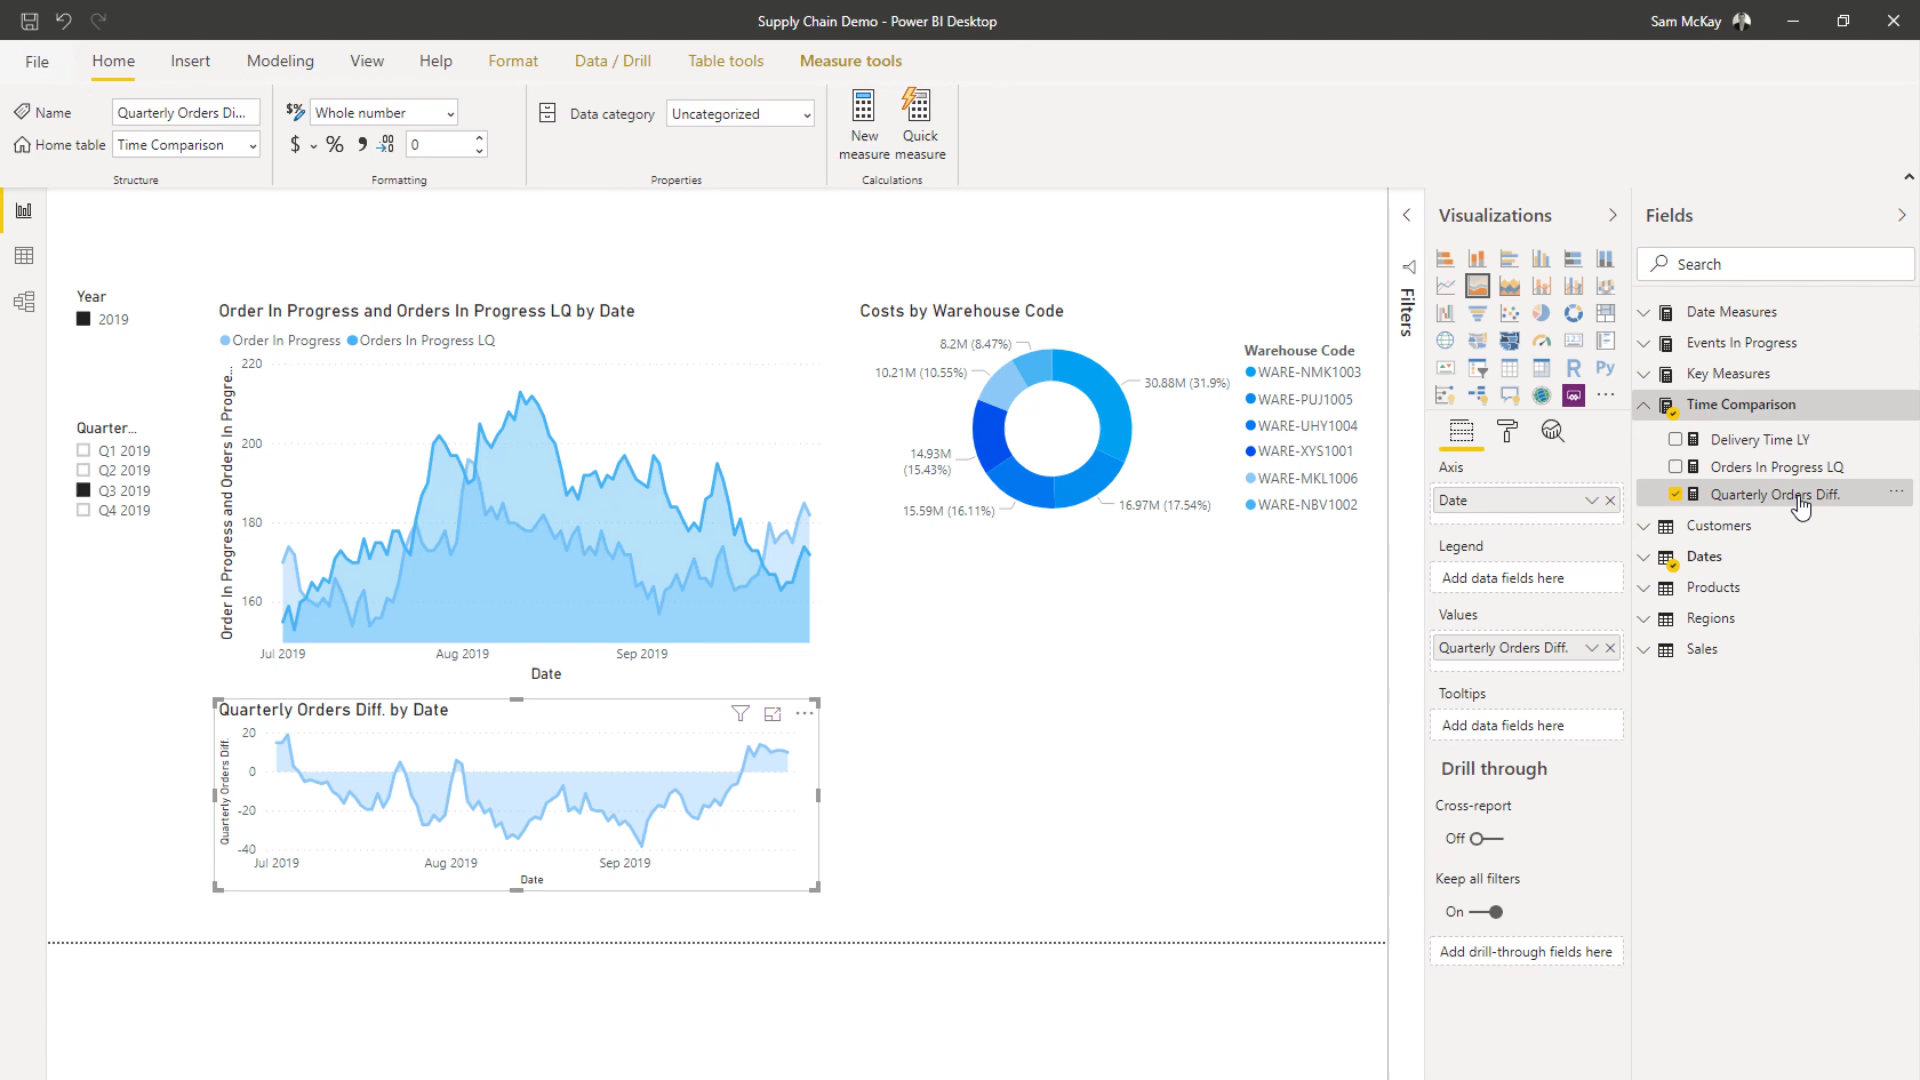 Supply Chain Demo - Power BI Desktop
Sam McKay
File
Home
Insert
Modeling
View
Help
Format
Data / Drill
Table tools
Measure tools
Name
Quarterly Orders Di...
Home table
Time Comparison
Structure
Whole number
$
%
0
Formatting
Data category
Uncategorized
Properties
New measure
Quick measure
Calculations
Year
2019
Quarter...
Q1 2019
Q2 2019
Q3 2019
Q4 2019
Order In Progress and Orders In Progress LQ by Date
Order In Progress
Orders In Progress LQ
Order In Progress and Orders In Progre...
220
200
180
160
Jul 2019
Aug 2019
Sep 2019
Date
Costs by Warehouse Code
8.2M (8.47%)
10.21M (10.55%)
14.93M
(15.43%)
15.59M (16.11%)
30.88M (31.9%)
16.97M (17.54%)
Warehouse Code
WARE-NMK1003
WARE-PUJ1005
WARE-UHY1004
WARE-XYS1001
WARE-MKL1006
WARE-NBV1002
Quarterly Orders Diff. by Date
Quarterly Orders Diff.
20
0
-20
-40
Jul 2019
Aug 2019
Sep 2019
Date
Filters
Visualizations
R
Py
Axis
Date
Legend
Add data fields here
Values
Quarterly Orders Diff.
Tooltips
Add data fields here
Drill through
Cross-report
Off
Keep all filters
On
Add drill-through fields here
Fields
Search
Date Measures
Events In Progress
Key Measures
Time Comparison
Delivery Time LY
Orders In Progress LQ
Quarterly Orders Diff.
Customers
Dates
Products
Regions
Sales